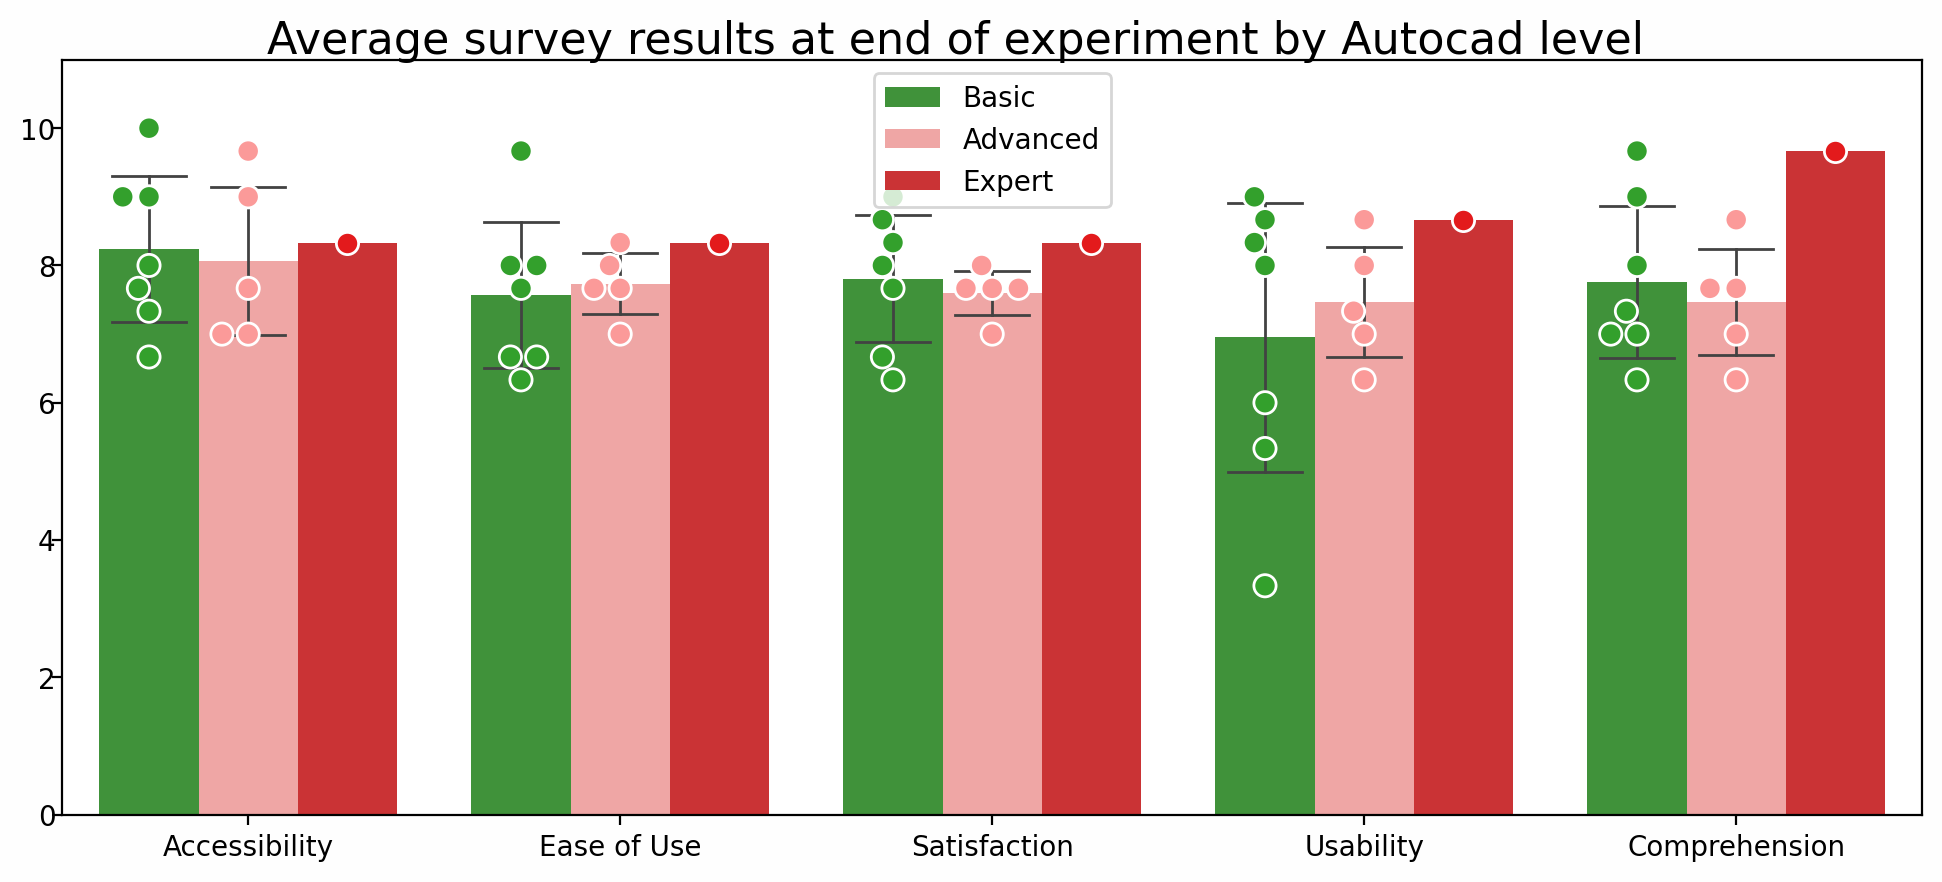 Average survey results at end of experiment by Autocad level
Basic
Advanced
Expert
10
8
6
4
2
0
Accessibility
Ease of Use
Satisfaction
Usability
Comprehension